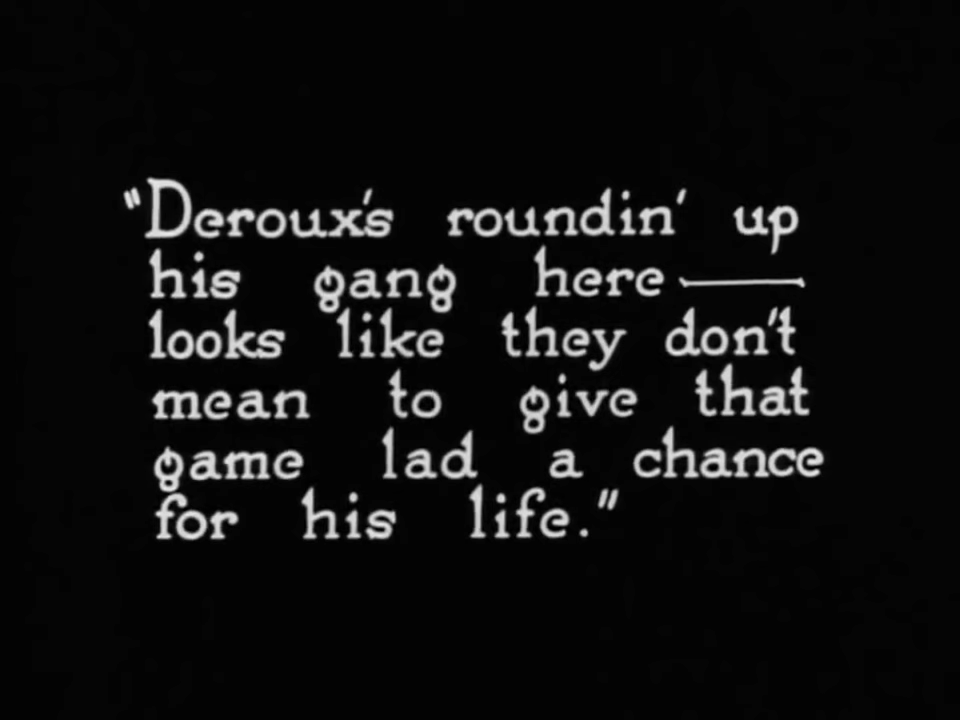 "Deroux's roundin' up
his gang here —
looks like they don't
mean to give that
game lad a chance
for his life."